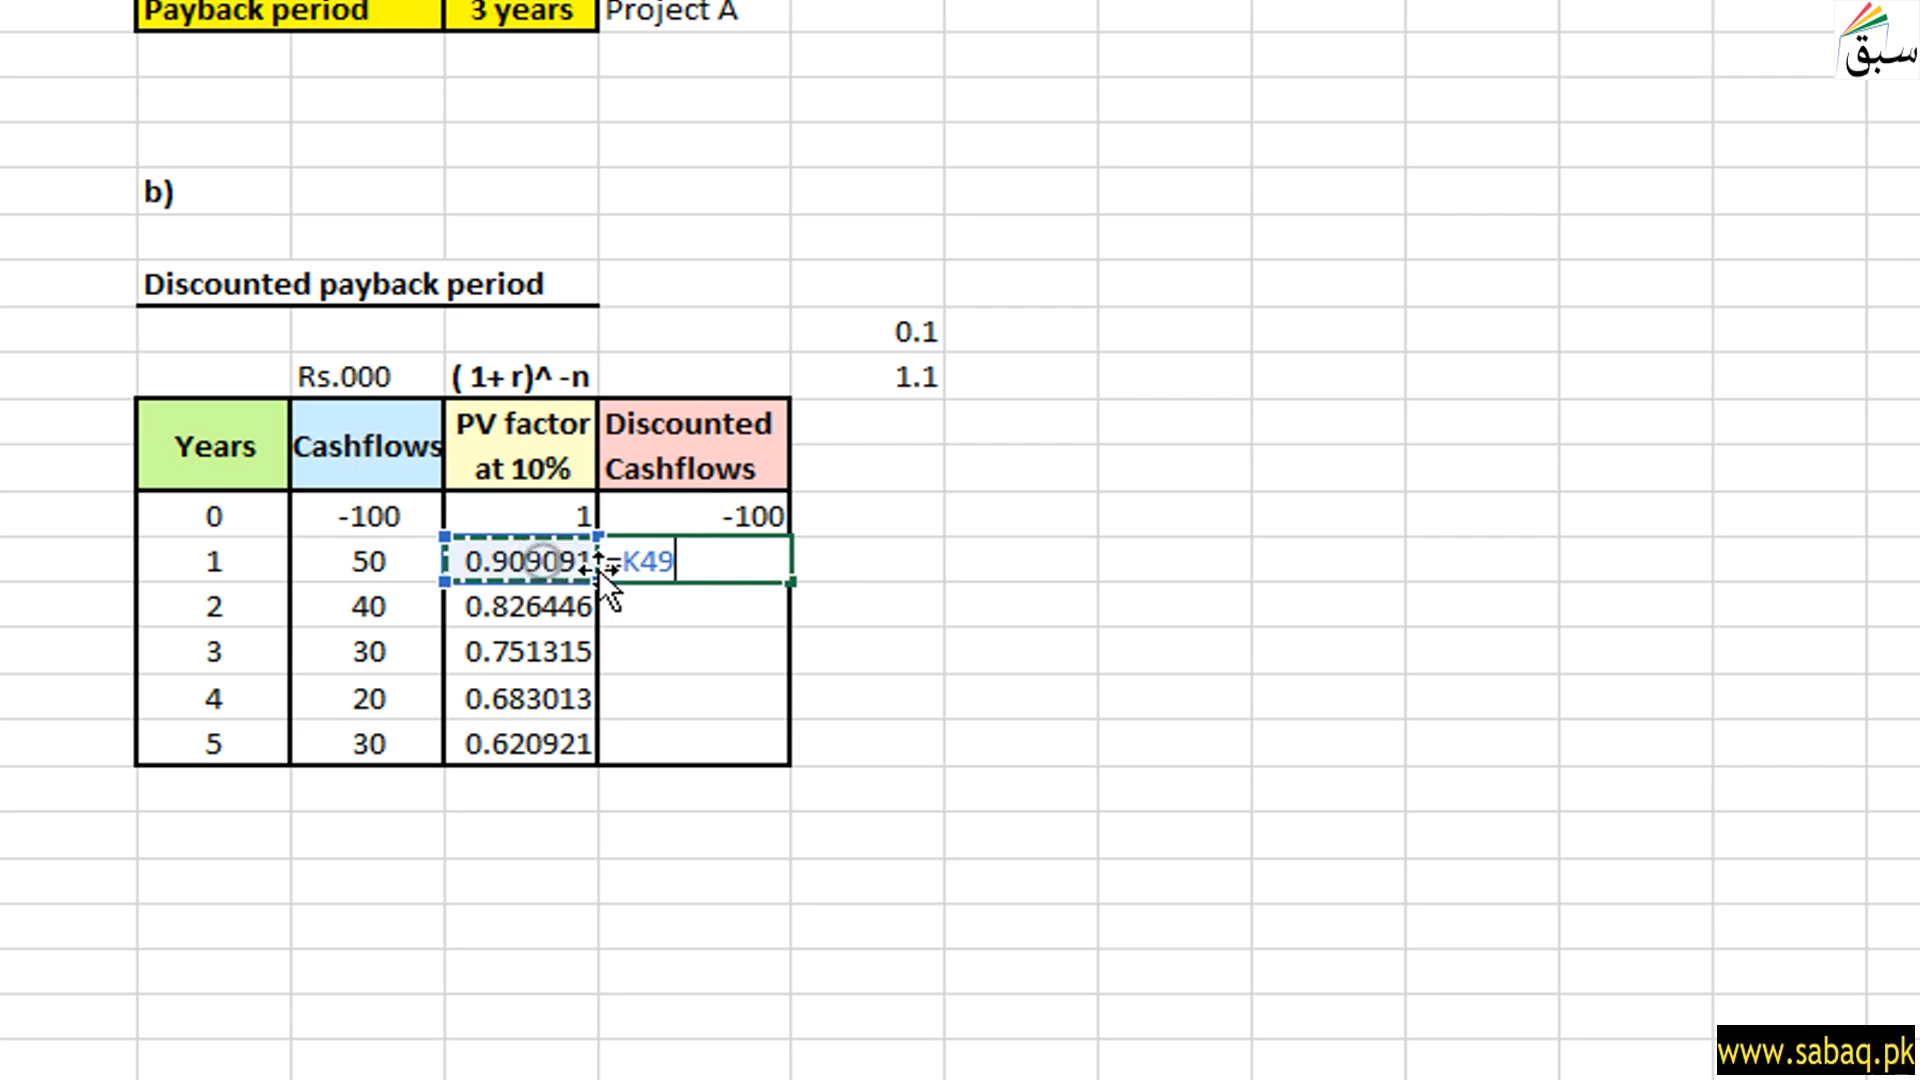 Payback period 3 years Project A
سبق
b)
Discounted payback period
0.1
Rs.000 ( 1+ r)^ -n 1.1
Years Cashflows PV factor at 10% Discounted Cashflows
0 -100 1 -100
1 50 0.909091 =K49
2 40 0.826446
3 30 0.751315
4 20 0.683013
5 30 0.620921
www.sabaq.pk